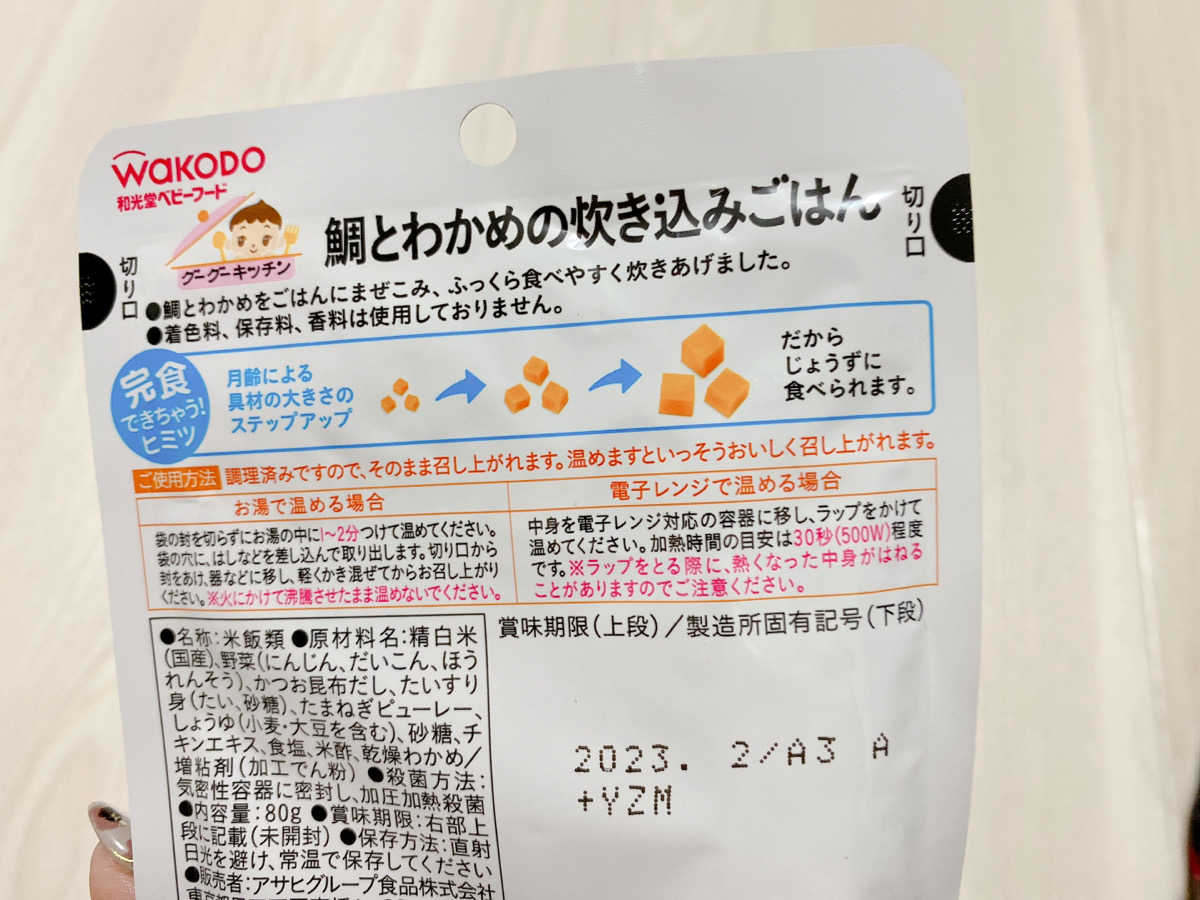 WAKODO
和光堂ベビーフード
グーグーキッチン
鯛とわかめの炊き込みごはん
切り口
切り口
●鯛とわかめをごはんにまぜこみ、ふっくら食べやすく炊きあげました。
●着色料、保存料、香料は使用しておりません。
完食
できちゃう!
ヒミツ
月齢による
具材の大きさの
ステップアップ
だから
じょうずに
食べられます。
ご使用方法 調理済みですので、そのまま召し上がれます。温めますといっそうおいしく召し上がれます。
お湯で温める場合
袋の封を切らずにお湯の中に1~2分つけて温めてください。
袋の穴に、はしなどを差し込んで取り出します。切り口から
封をあけ、器などに移し、軽くかき混ぜてからお召し上がり
ください。※火にかけて沸騰させたまま温めないでください。
電子レンジで温める場合
中身を電子レンジ対応の容器に移し、ラップをかけて
温めてください。加熱時間の目安は30秒(500W)程度
です。※ラップをとる際に、熱くなった中身がはねる
ことがありますのでご注意ください。
●名称:米飯類 ●原材料名:精白米
(国産)、野菜(にんじん、だいこん、ほう
れんそう)、かつお昆布だし、たいすり
身(たい、砂糖)、たまねぎピューレー、
しょうゆ(小麦・大豆を含む)、砂糖、チ
キンエキス、食塩、米酢、乾燥わかめ/
増粘剤(加工でん粉) ●殺菌方法:
気密性容器に密封し、加圧加熱殺菌
●内容量:80g ●賞味期限:右部上
段に記載(未開封) ●保存方法:直射
日光を避け、常温で保存してください
●販売者:アサヒグループ食品株式会社
賞味期限(上段)/製造所固有記号(下段)
2023. 2/A3 A
+YZM